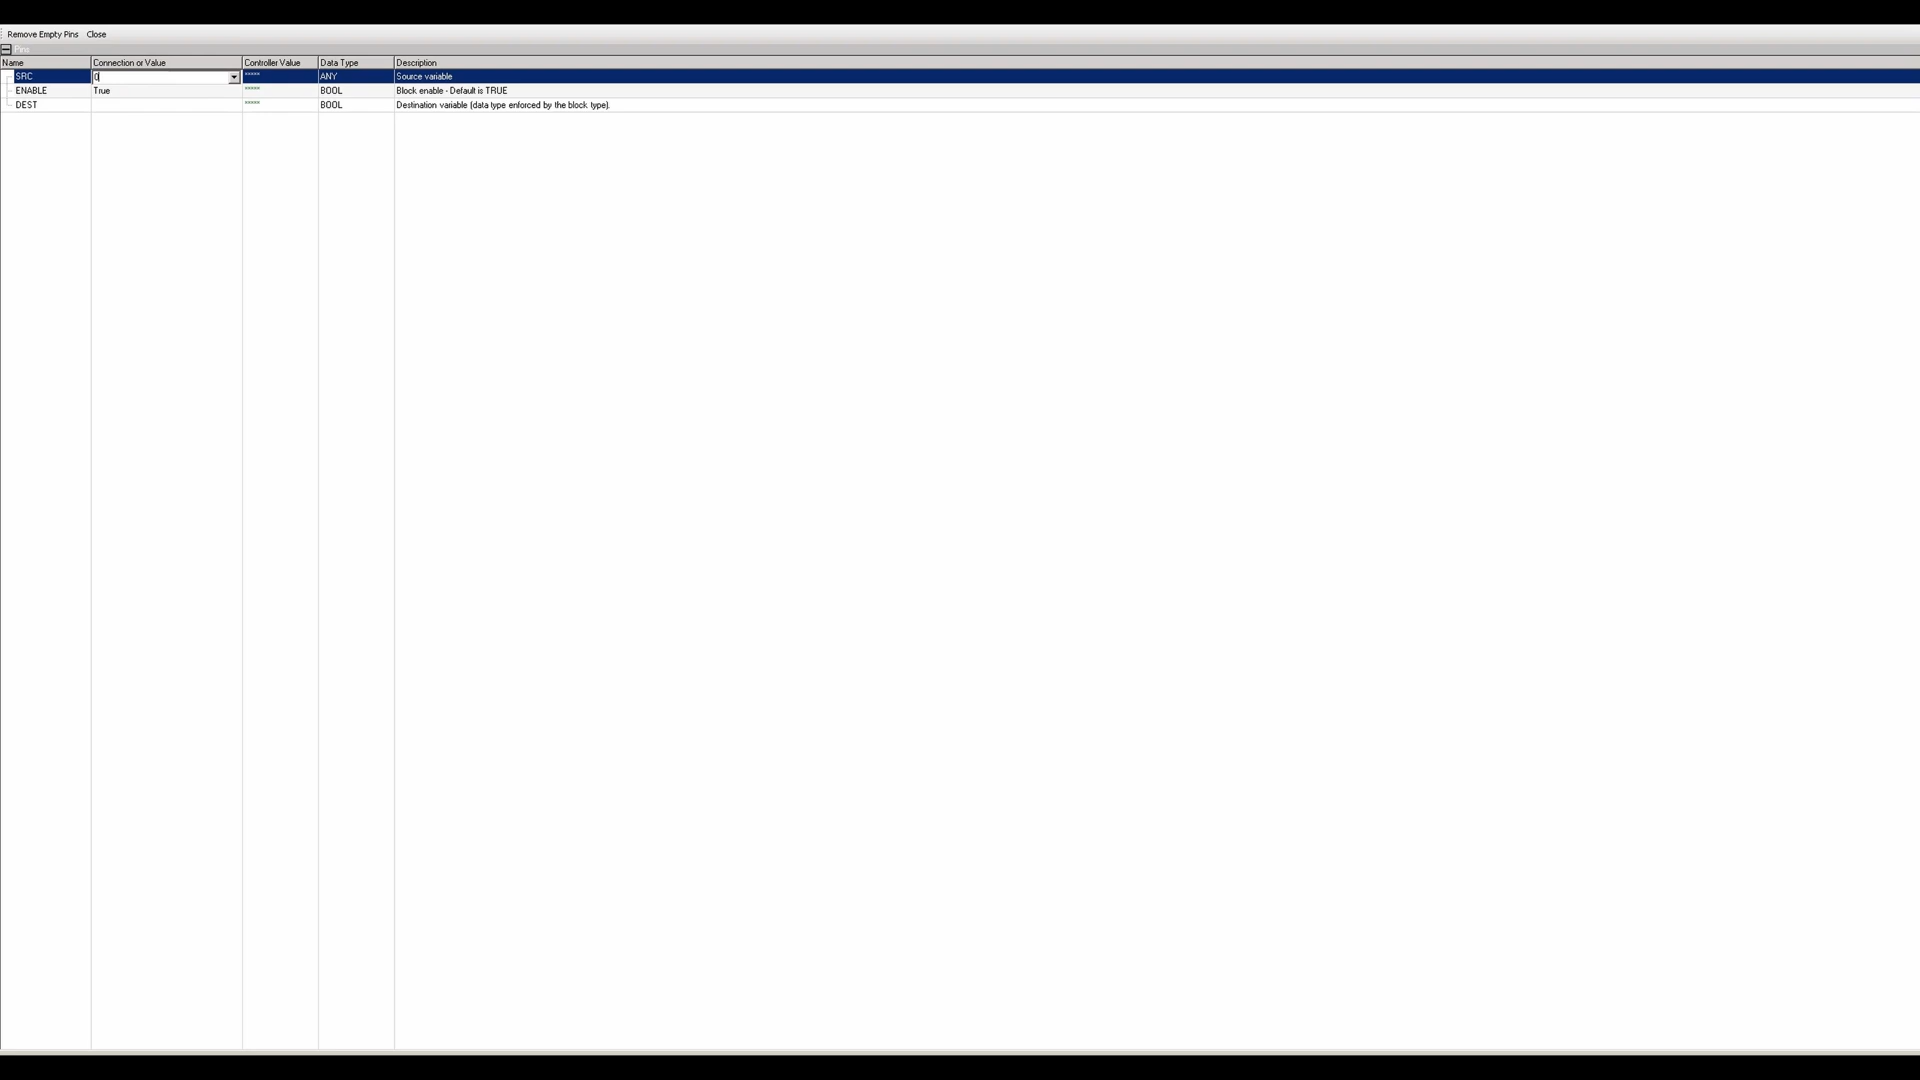 Remove Empty Pins Close
Pins
Name Connection or Value Controller Value Data Type Description
SRC 0 ***** ANY Source variable
ENABLE True ***** BOOL Block enable - Default is TRUE
DEST ***** BOOL Destination variable (data type enforced by the block type).